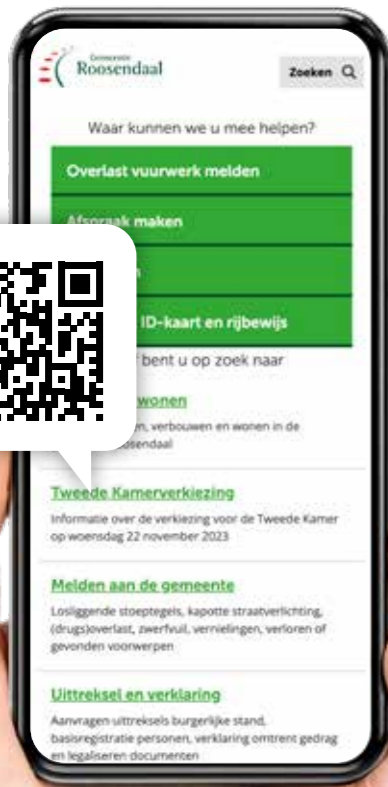 Gemeente
Roosendaal
Zoeken
Waar kunnen we u mee helpen?
Overlast vuurwerk melden
Afspraak maken
ID-kaart en rijbewijs
bent u op zoek naar
wonen
verbouwen en wonen in de
Tweede Kamerverkiezing
Informatie over de verkiezing voor de Tweede Kamer
op woensdag 22 november 2023
Melden aan de gemeente
Losliggende stoeptegels, kapotte straatverlichting,
(drugs)overlast, zwerfvuil, vernielingen, verloren of
gevonden voorwerpen
Uittreksel en verklaring
Aanvragen uittreksels burgerlijke stand,
basisregistratie personen, verklaring omtrent gedrag
en legaliseren documenten